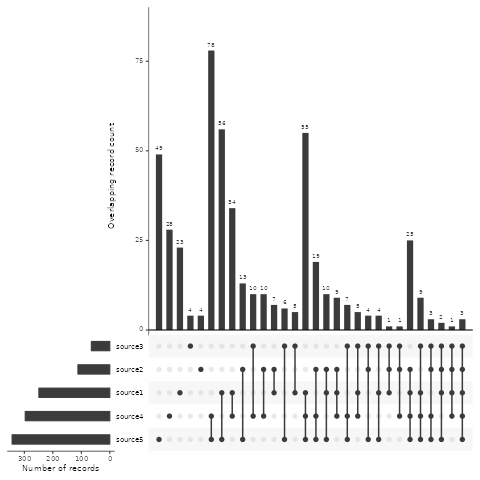 78
75
56
55
50
49
34
28
25
25
23
19
13
10 10 10
9 9
7 7
6
5 5
4 4 4 4
3 3
2
1 1 1
0
Overlapping record count
source3
source2
source1
source4
source5
300 200 100 0
Number of records